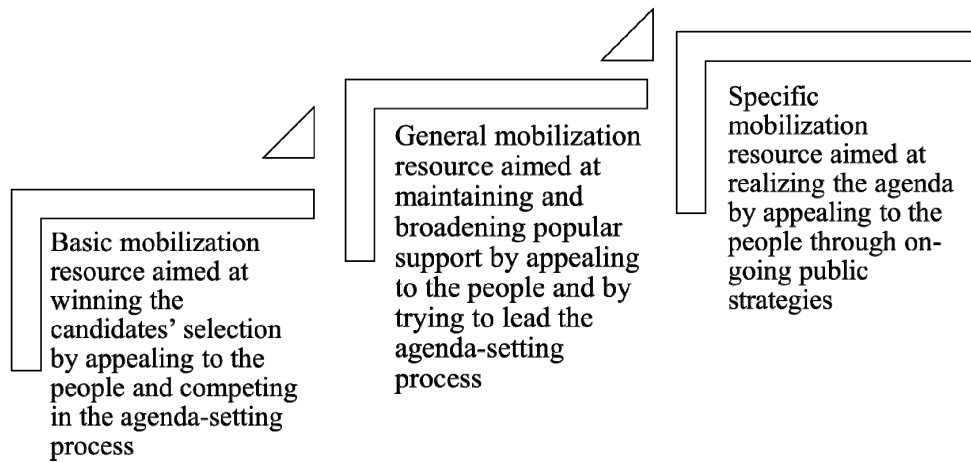 Basic mobilization
resource aimed at
winning the
candidates’ selection
by appealing to the
people and competing
in the agenda-setting
process
General mobilization
resource aimed at
maintaining and
broadening popular
support by appealing
to the people and by
trying to lead the
agenda-setting
process
Specific
mobilization
resource aimed at
realizing the agenda
by appealing to the
people through on-
going public
strategies